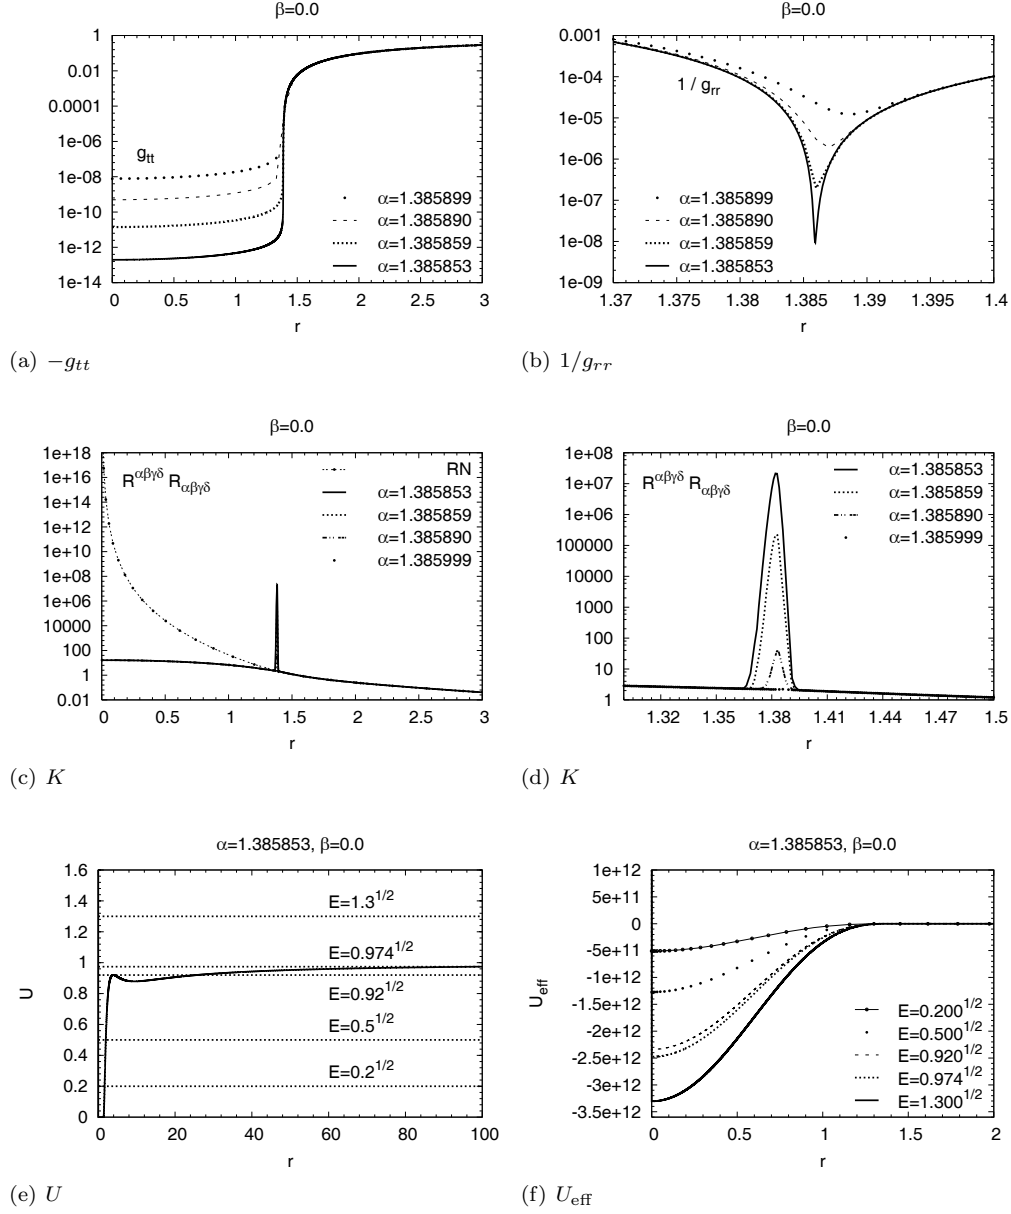 β=0.0
1
0.01
0.0001
1e-06
1e-08
1e-10
1e-12
1e-14
g_tt
α=1.385899
α=1.385890
α=1.385859
α=1.385853
0 0.5 1 1.5 2 2.5 3
r
(a) −g_tt
β=0.0
0.001
1e-04
1e-05
1e-06
1e-07
1e-08
1e-09
1 / g_rr
α=1.385899
α=1.385890
α=1.385859
α=1.385853
1.37 1.375 1.38 1.385 1.39 1.395 1.4
r
(b) 1/g_rr
β=0.0
1e+18
1e+16
1e+14
1e+12
1e+10
1e+08
1e+06
10000
100
1
0.01
R^αβγδ R_αβγδ
RN
α=1.385853
α=1.385859
α=1.385890
α=1.385999
0 0.5 1 1.5 2 2.5 3
r
(c) K
β=0.0
1e+08
1e+07
1e+06
100000
10000
1000
100
10
1
R^αβγδ R_αβγδ
α=1.385853
α=1.385859
α=1.385890
α=1.385999
1.32 1.35 1.38 1.41 1.44 1.47 1.5
r
(d) K
α=1.385853, β=0.0
1.6
1.4
1.2
1
0.8
0.6
0.4
0.2
0
U
E=1.3^1/2
E=0.974^1/2
E=0.92^1/2
E=0.5^1/2
E=0.2^1/2
0 20 40 60 80 100
r
(e) U
α=1.385853, β=0.0
1e+12
5e+11
0
-5e+11
-1e+12
-1.5e+12
-2e+12
-2.5e+12
-3e+12
-3.5e+12
U_eff
E=0.200^1/2
E=0.500^1/2
E=0.920^1/2
E=0.974^1/2
E=1.300^1/2
0 0.5 1 1.5 2
r
(f) U_eff